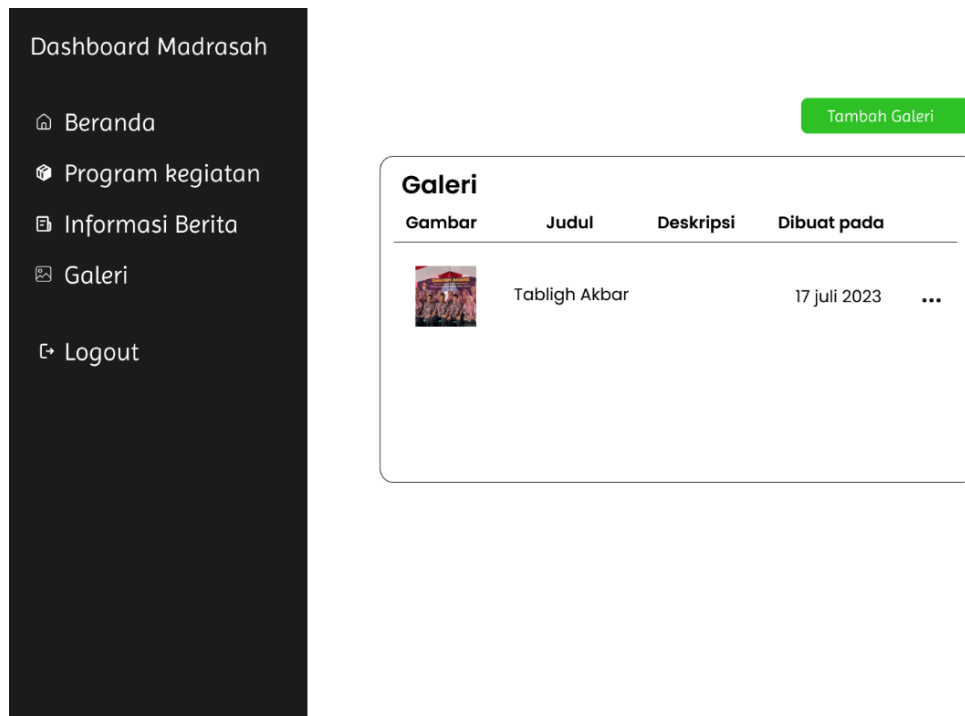 Dashboard Madrasah
Beranda
Program kegiatan
Informasi Berita
Galeri
Logout
Tambah Galeri
Galeri
Gambar Judul Deskripsi Dibuat pada
Tabligh Akbar 17 juli 2023 ...